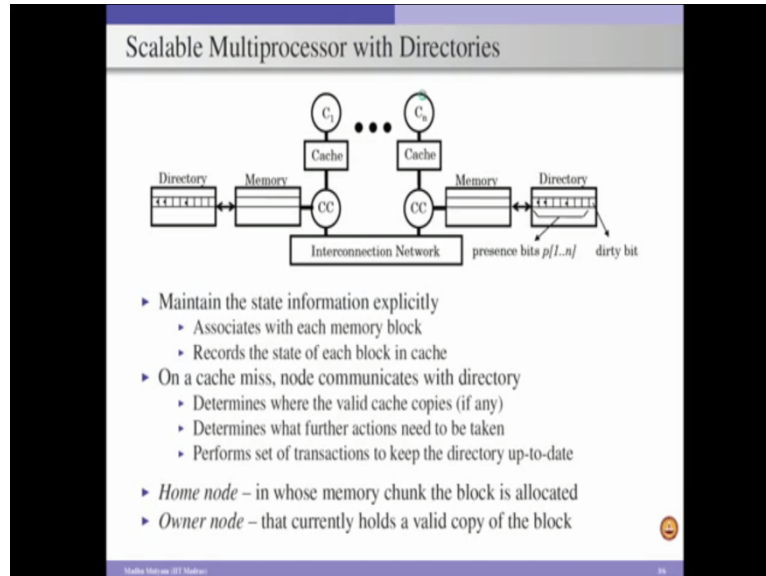 Scalable Multiprocessor with Directories
C1 Cn
Cache Cache
Directory Memory Memory Directory
CC CC
Interconnection Network presence bits p[1..n] dirty bit
Maintain the state information explicitly
Associates with each memory block
Records the state of each block in cache
On a cache miss, node communicates with directory
Determines where the valid cache copies (if any)
Determines what further actions need to be taken
Performs set of transactions to keep the directory up-to-date
Home node – in whose memory chunk the block is allocated
Owner node – that currently holds a valid copy of the block
Madhu Mutyam (IIT Madras)